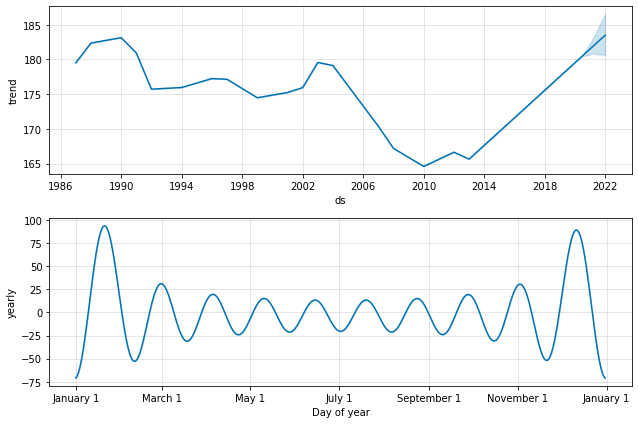 185
180
175
170
165
trend
1986 1990 1994 1998 2002 2006 2010 2014 2018 2022
ds
100
75
50
25
0
−25
−50
−75
yearly
January 1 March 1 May 1 July 1 September 1 November 1 January 1
Day of year